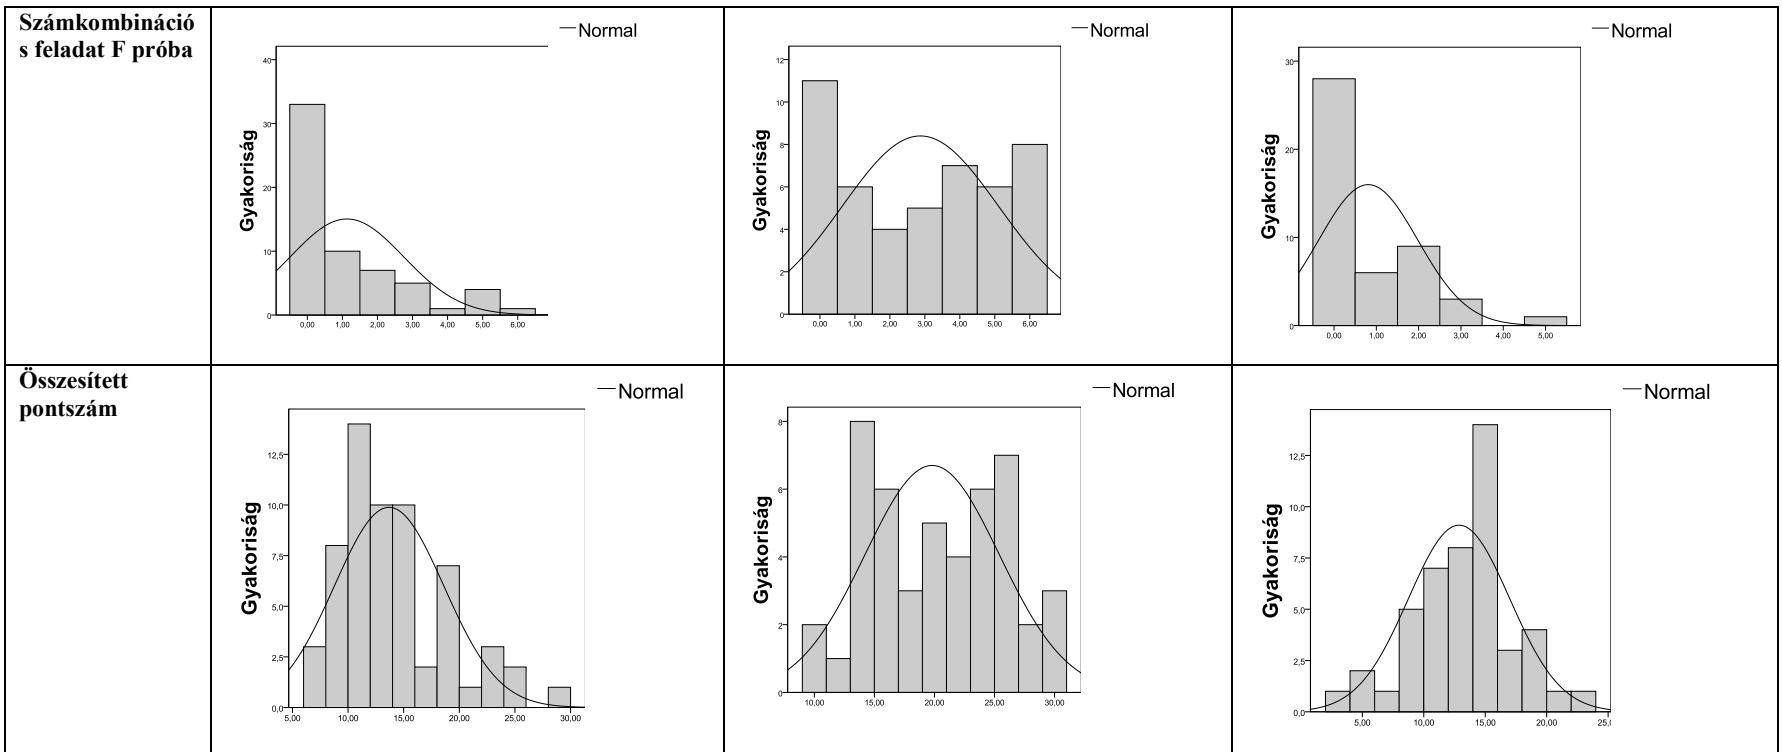 Számkombináció
s feladat F próba
Normal
Gyakoriság
40
30
20
10
0
0,00 1,00 2,00 3,00 4,00 5,00 6,00
Normal
Gyakoriság
12
10
8
6
4
2
0
0,00 1,00 2,00 3,00 4,00 5,00 6,00
Normal
Gyakoriság
30
20
10
0
0,00 1,00 2,00 3,00 4,00 5,00
Összesített
pontszám
Normal
Gyakoriság
12,5
10,0
7,5
5,0
2,5
0,0
5,00 10,00 15,00 20,00 25,00 30,00
Normal
Gyakoriság
8
6
4
2
0
10,00 15,00 20,00 25,00 30,00
Normal
Gyakoriság
12,5
10,0
7,5
5,0
2,5
0,0
5,00 10,00 15,00 20,00 25,0